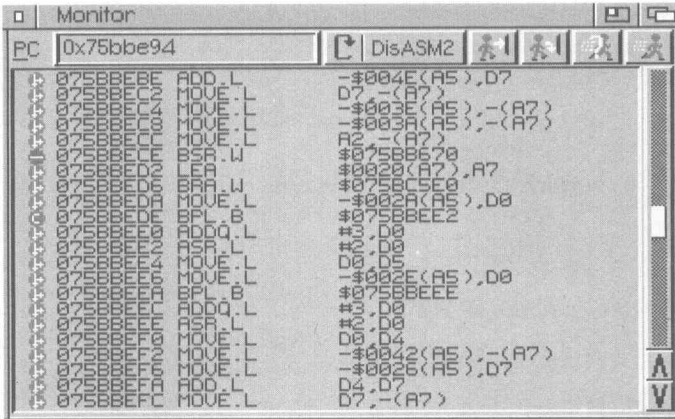 Monitor
PC 0x75bbe94 DisASM2
075BBEBE ADD.L -$004E(A5),D7
075BBEC2 MOVE.L D7,-(A7)
075BBEC4 MOVE.L -$003E(A5),-(A7)
075BBEC8 MOVE.L -$003A(A5),-(A7)
075BBECC MOVE.L A2,-(A7)
075BBECE BSR.W $075BB670
075BBED2 LEA $0020(A7),A7
075BBED6 BRA.W $075BC5E0
075BBEDA MOVE.L -$002A(A5),D0
075BBEDE BPL.B $075BBEE2
075BBEE0 ADDQ.L #3,D0
075BBEE2 ASR.L #2,D0
075BBEE4 MOVE.L D0,D5
075BBEE6 MOVE.L -$002E(A5),D0
075BBEEA BPL.B $075BBEEE
075BBEEC ADDQ.L #3,D0
075BBEEE ASR.L #2,D0
075BBEF0 MOVE.L D0,D4
075BBEF2 MOVE.L -$0042(A5),-(A7)
075BBEF6 MOVE.L -$0026(A5),D7
075BBEFA ADD.L D4,D7
075BBEFC MOVE.L D7,-(A7)